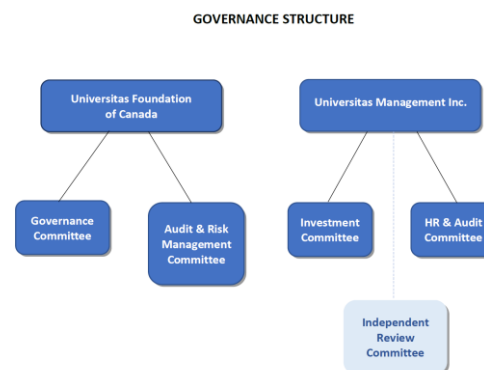 GOVERNANCE STRUCTURE
Universitas Foundation
of Canada
Universitas Management Inc.
Governance
Committee
Audit & Risk
Management
Committee
Investment
Committee
HR & Audit
Committee
Independent
Review
Committee